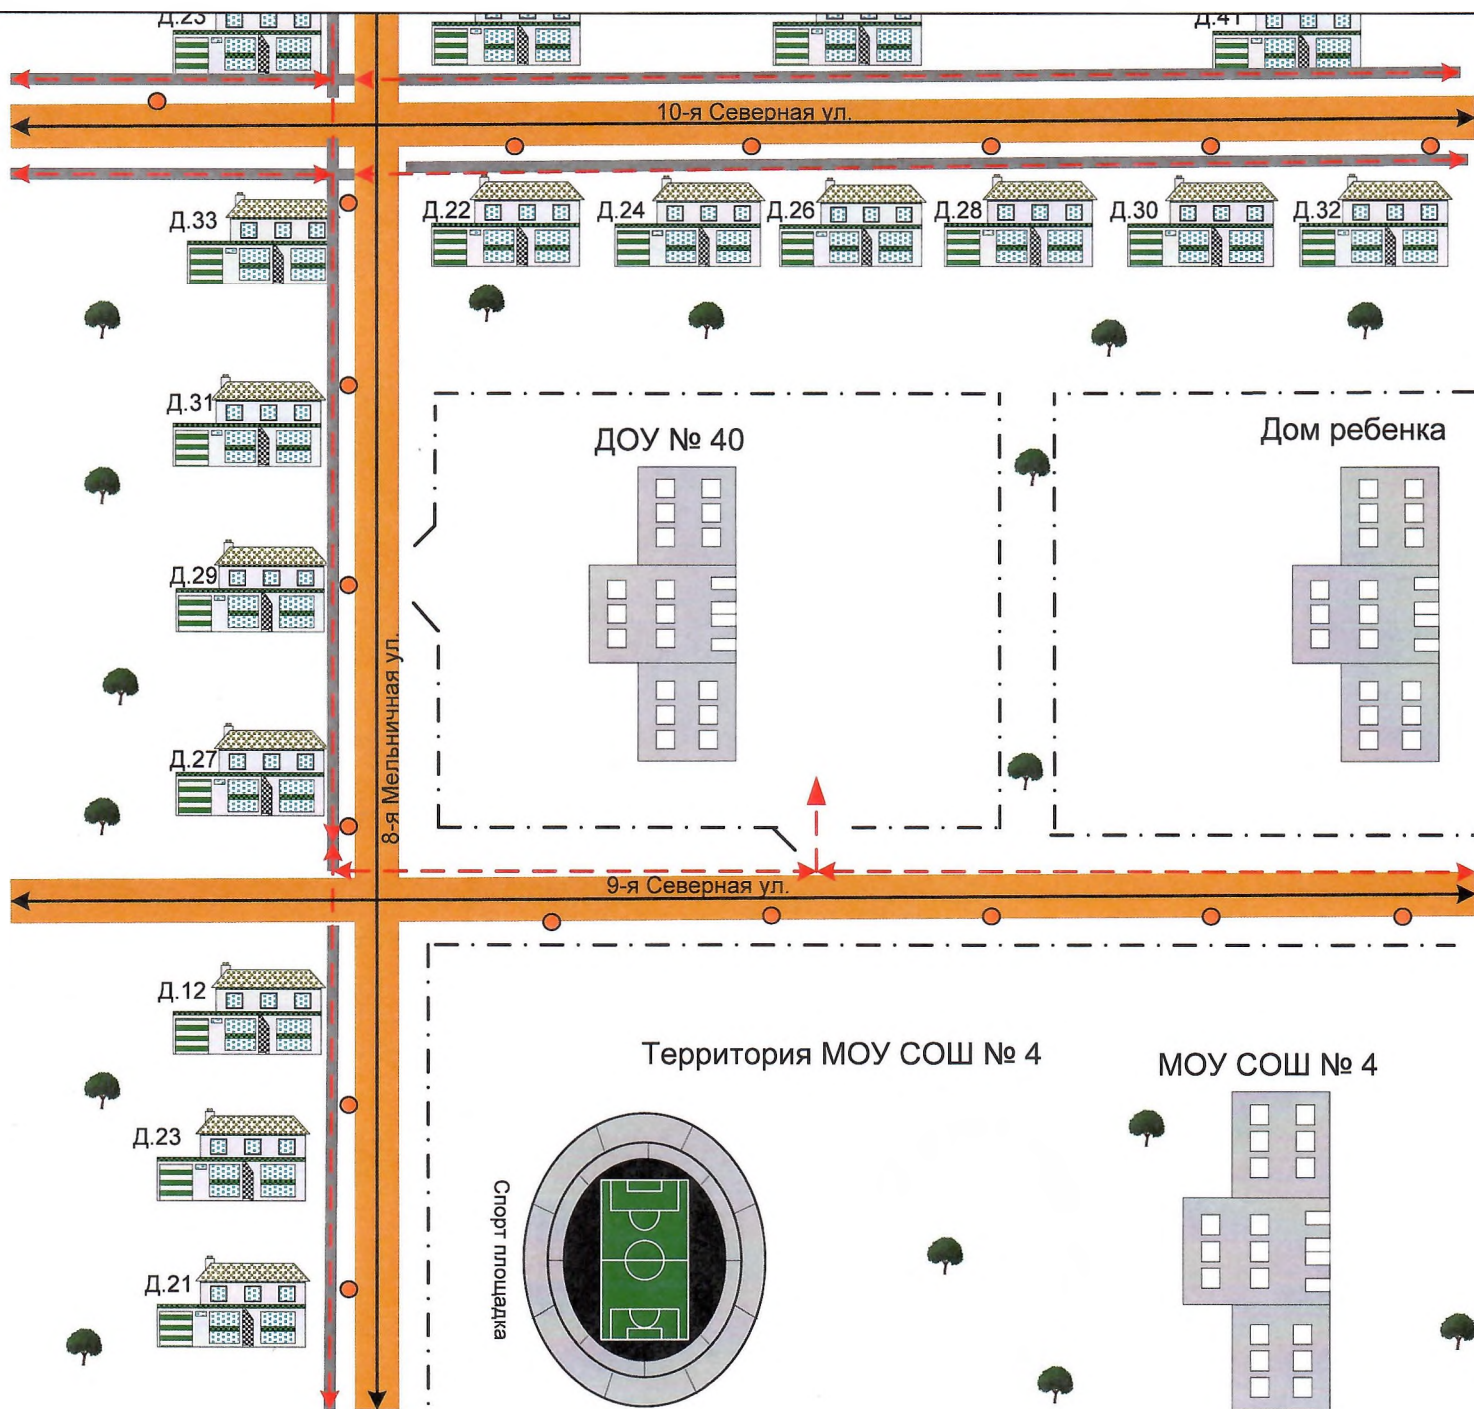 Д.23
Д.41
10-я Северная ул.
Д.33
Д.22
Д.24
Д.26
Д.28
Д.30
Д.32
Д.31
ДОУ № 40
Дом ребенка
Д.29
8-я Мельничная ул.
Д.27
9-я Северная ул.
Д.12
Территория МОУ СОШ № 4
МОУ СОШ № 4
Д.23
Спорт площадка
Д.21